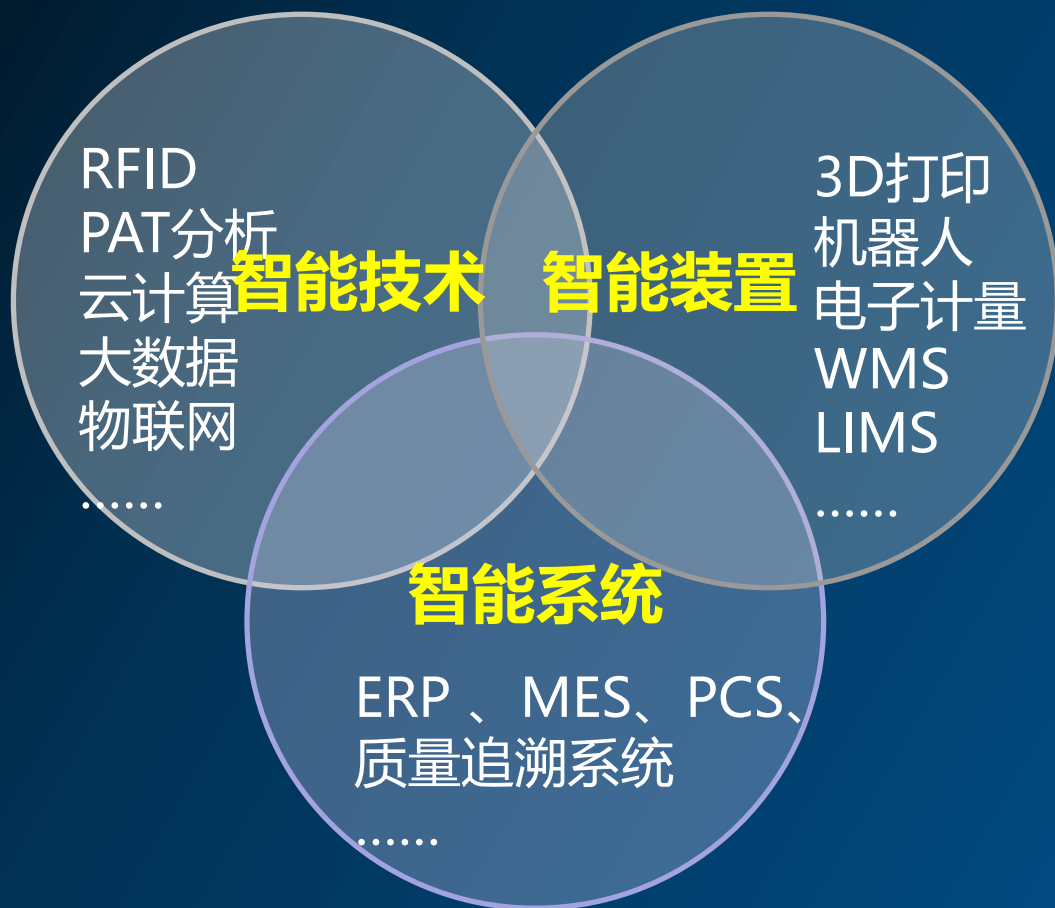 RFID
PAT分析
云计算
大数据
物联网
……
智能技术
智能装置
3D打印
机器人
电子计量
WMS
LIMS
……
智能系统
ERP 、MES、PCS、
质量追溯系统
……